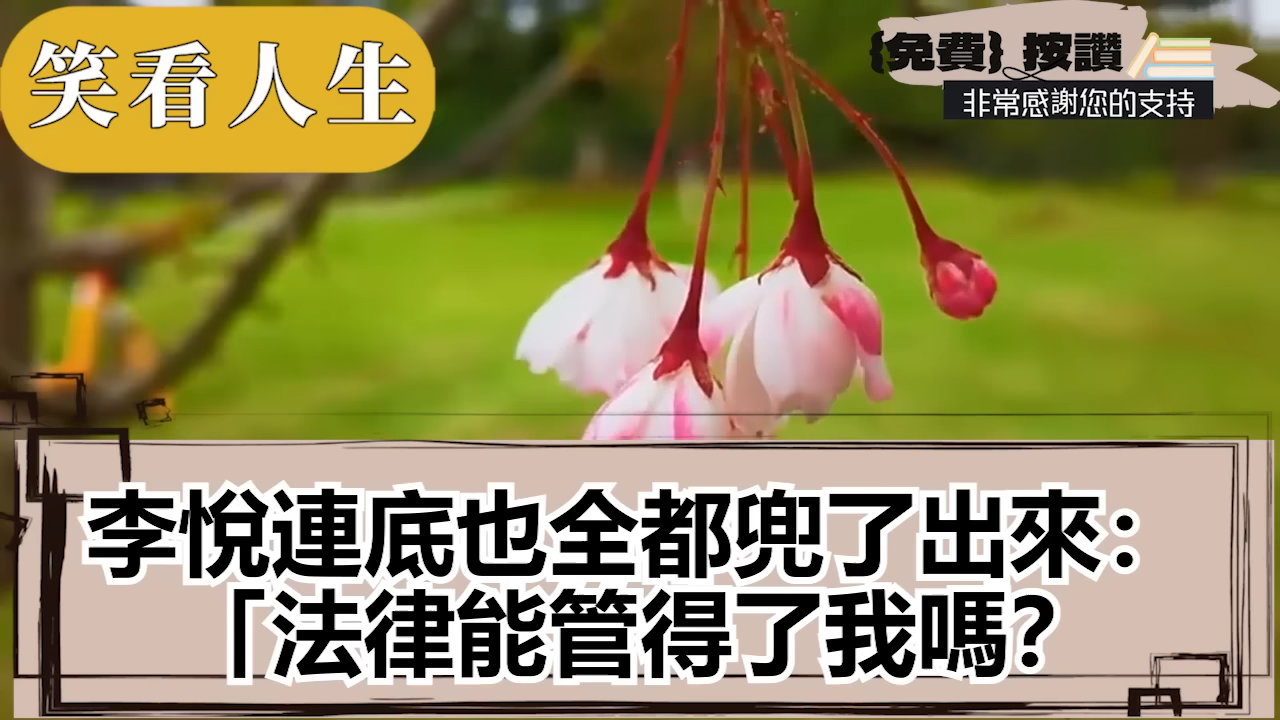 笑看人生
{免費} 按讚
非常感謝您的支持
李悅連底也全都兜了出來：
「法律能管得了我嗎？